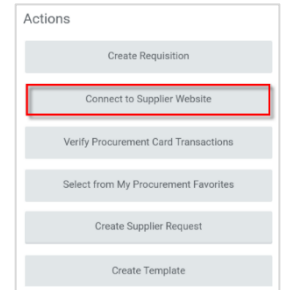 Actions
Create Requisition
Connect to Supplier Website
Verify Procurement Card Transactions
Select from My Procurement Favorites
Create Supplier Request
Create Template